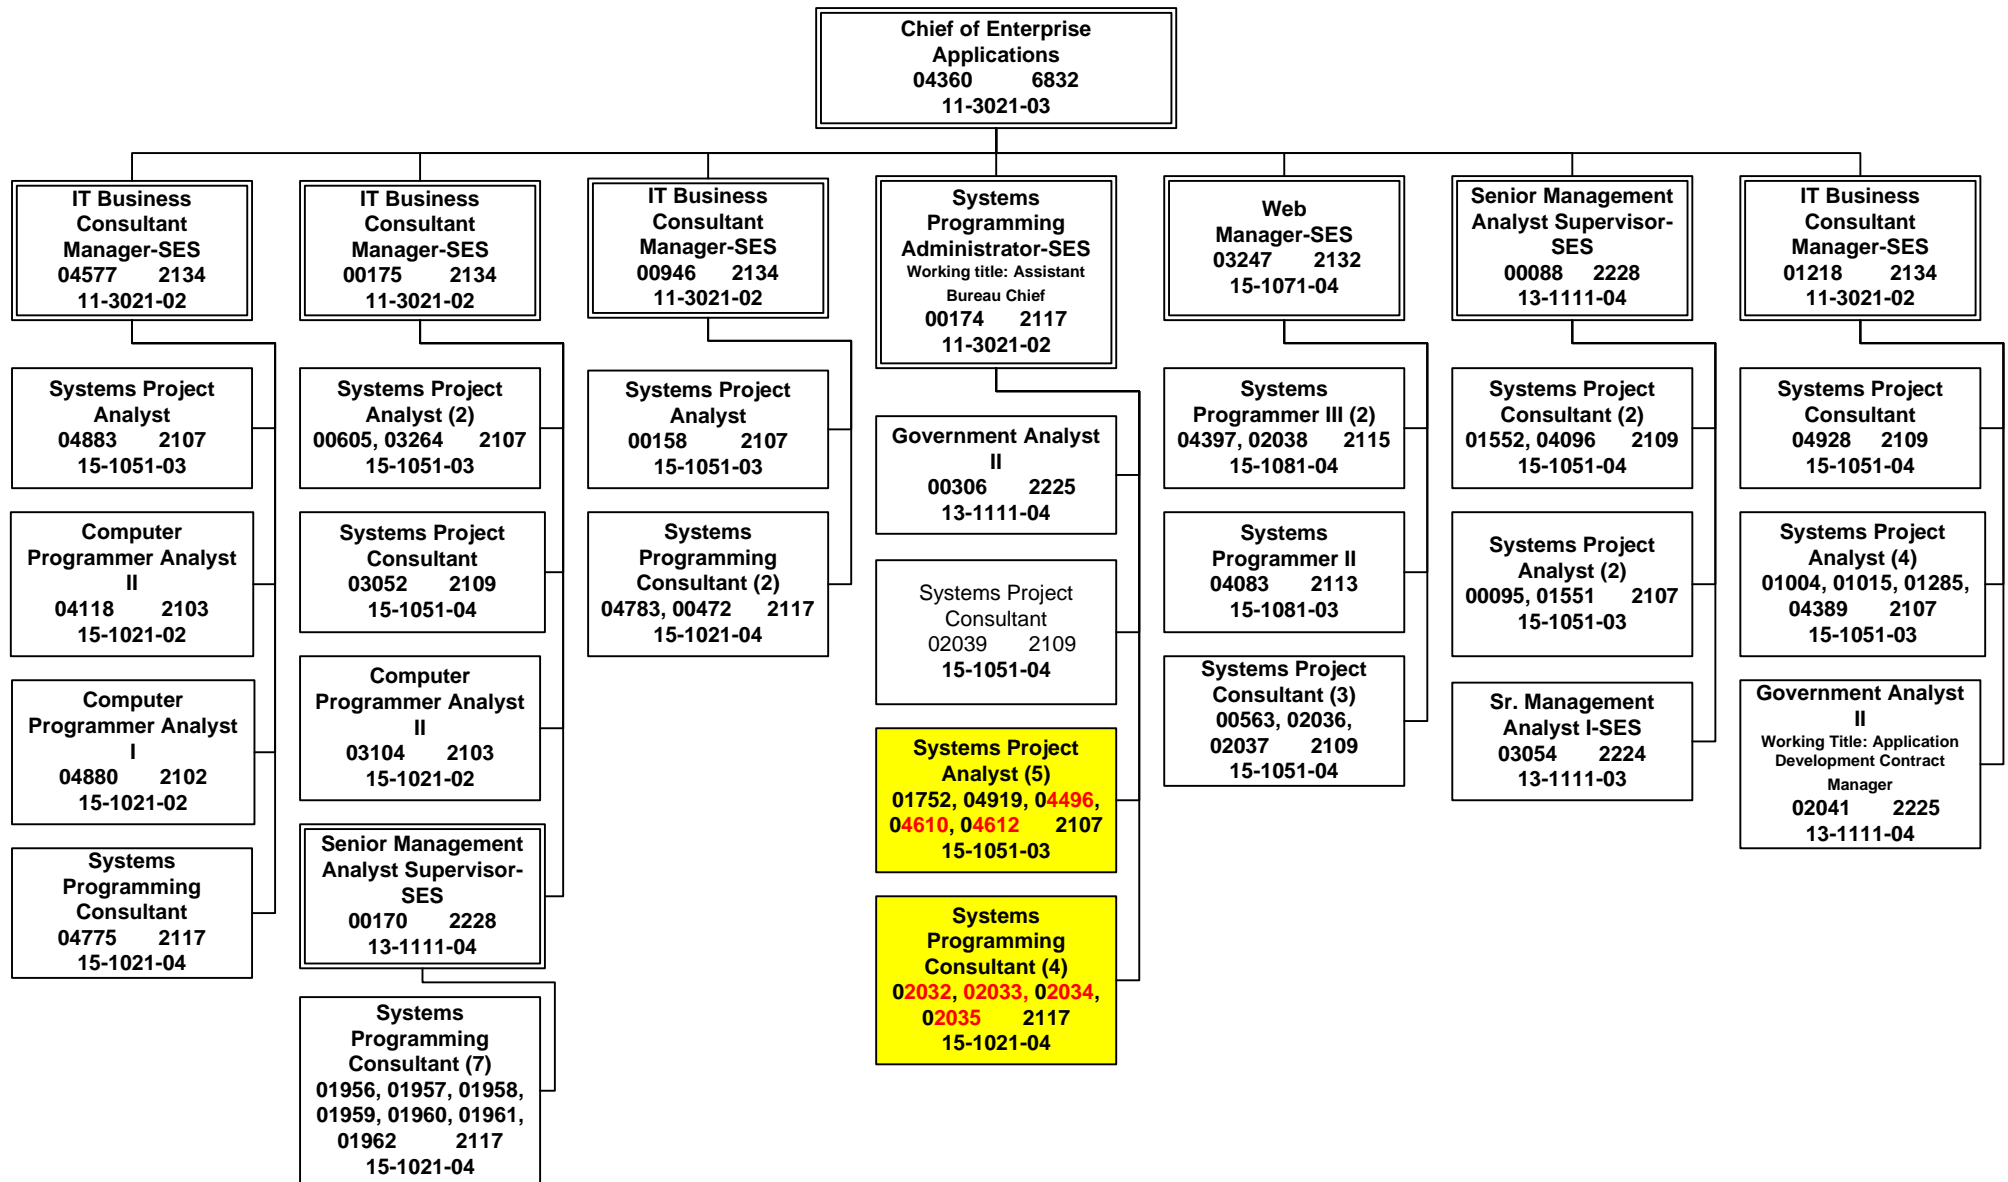 Chief of Enterprise
Applications
04360 6832
11-3021-03
IT Business
Consultant
Manager-SES
04577 2134
11-3021-02
Systems Project
Analyst
04883 2107
15-1051-03
Computer
Programmer Analyst
II
04118 2103
15-1021-02
Computer
Programmer Analyst
I
04880 2102
15-1021-02
Systems
Programming
Consultant
04775 2117
15-1021-04
IT Business
Consultant
Manager-SES
00175 2134
11-3021-02
Systems Project
Analyst (2)
00605, 03264 2107
15-1051-03
Systems Project
Consultant
03052 2109
15-1051-04
Computer
Programmer Analyst
II
03104 2103
15-1021-02
Senior Management
Analyst Supervisor-
SES
00170 2228
13-1111-04
Systems
Programming
Consultant (7)
01956, 01957, 01958,
01959, 01960, 01961,
01962 2117
15-1021-04
IT Business
Consultant
Manager-SES
00946 2134
11-3021-02
Systems Project
Analyst
00158 2107
15-1051-03
Systems
Programming
Consultant (2)
04783, 00472 2117
15-1021-04
Systems
Programming
Administrator-SES
Working title: Assistant
Bureau Chief
00174 2117
11-3021-02
Government Analyst
II
00306 2225
13-1111-04
Systems Project
Consultant
02039 2109
15-1051-04
Systems Project
Analyst (5)
01752, 04919, 04496,
04610, 04612 2107
15-1051-03
Systems
Programming
Consultant (4)
02032, 02033, 02034,
02035 2117
15-1021-04
Web
Manager-SES
03247 2132
15-1071-04
Systems
Programmer III (2)
04397, 02038 2115
15-1081-04
Systems
Programmer II
04083 2113
15-1081-03
Systems Project
Consultant (3)
00563, 02036,
02037 2109
15-1051-04
Senior Management
Analyst Supervisor-
SES
00088 2228
13-1111-04
Systems Project
Consultant (2)
01552, 04096 2109
15-1051-04
Systems Project
Analyst (2)
00095, 01551 2107
15-1051-03
Sr. Management
Analyst I-SES
03054 2224
13-1111-03
IT Business
Consultant
Manager-SES
01218 2134
11-3021-02
Systems Project
Consultant
04928 2109
15-1051-04
Systems Project
Analyst (4)
01004, 01015, 01285,
04389 2107
15-1051-03
Government Analyst
II
Working Title: Application
Development Contract
Manager
02041 2225
13-1111-04